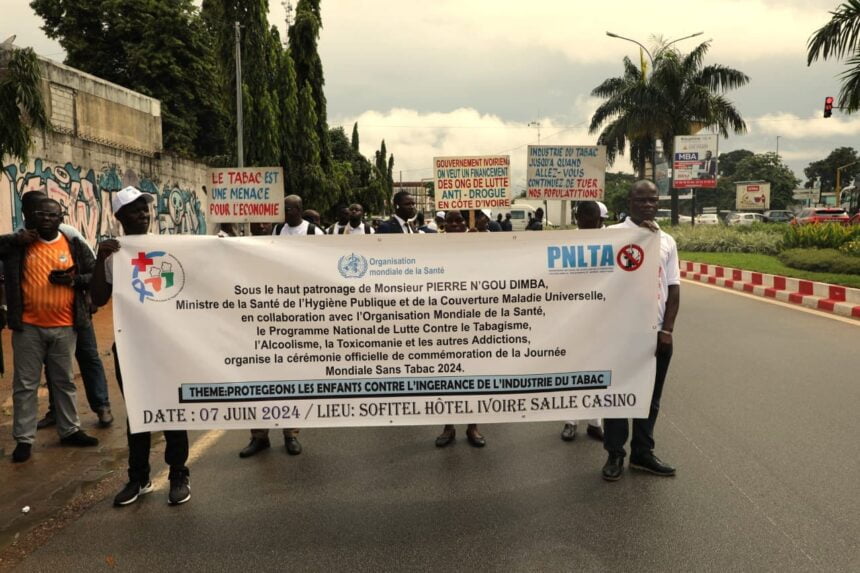 LE TABAC EST
UNE MENACE
POUR L'ECONOMIE
GOUVERNEMENT IVOIRIEN
ON VEUT UN FINANCEMENT
DES ONG DE LUTTE
ANTI-DROGUE
EN CÔTE D'IVOIRE
INDUSTRIE DU TABAC
JUSQU'A QUAND ALLEZ-VOUS
CONTINUEZ DE TUER
NOS POPULATIONS
MBA
Organisation
mondiale de la Santé
PNLTA
Sous le haut patronage de Monsieur PIERRE N'GOU DIMBA,
Ministre de la Santé de l'Hygiène Publique et de la Couverture Maladie Universelle,
en collaboration avec l'Organisation Mondiale de la Santé,
le Programme National de Lutte Contre le Tabagisme,
l'Alcoolisme, la Toxicomanie et les autres Addictions,
organise la cérémonie officielle de commémoration de la Journée
Mondiale Sans Tabac 2024.
THEME:PROTEGEONS LES ENFANTS CONTRE L'INGERANCE DE L'INDUSTRIE DU TABAC
DATE : 07 JUIN 2024 / LIEU: SOFITEL HÔTEL IVOIRE SALLE CASINO